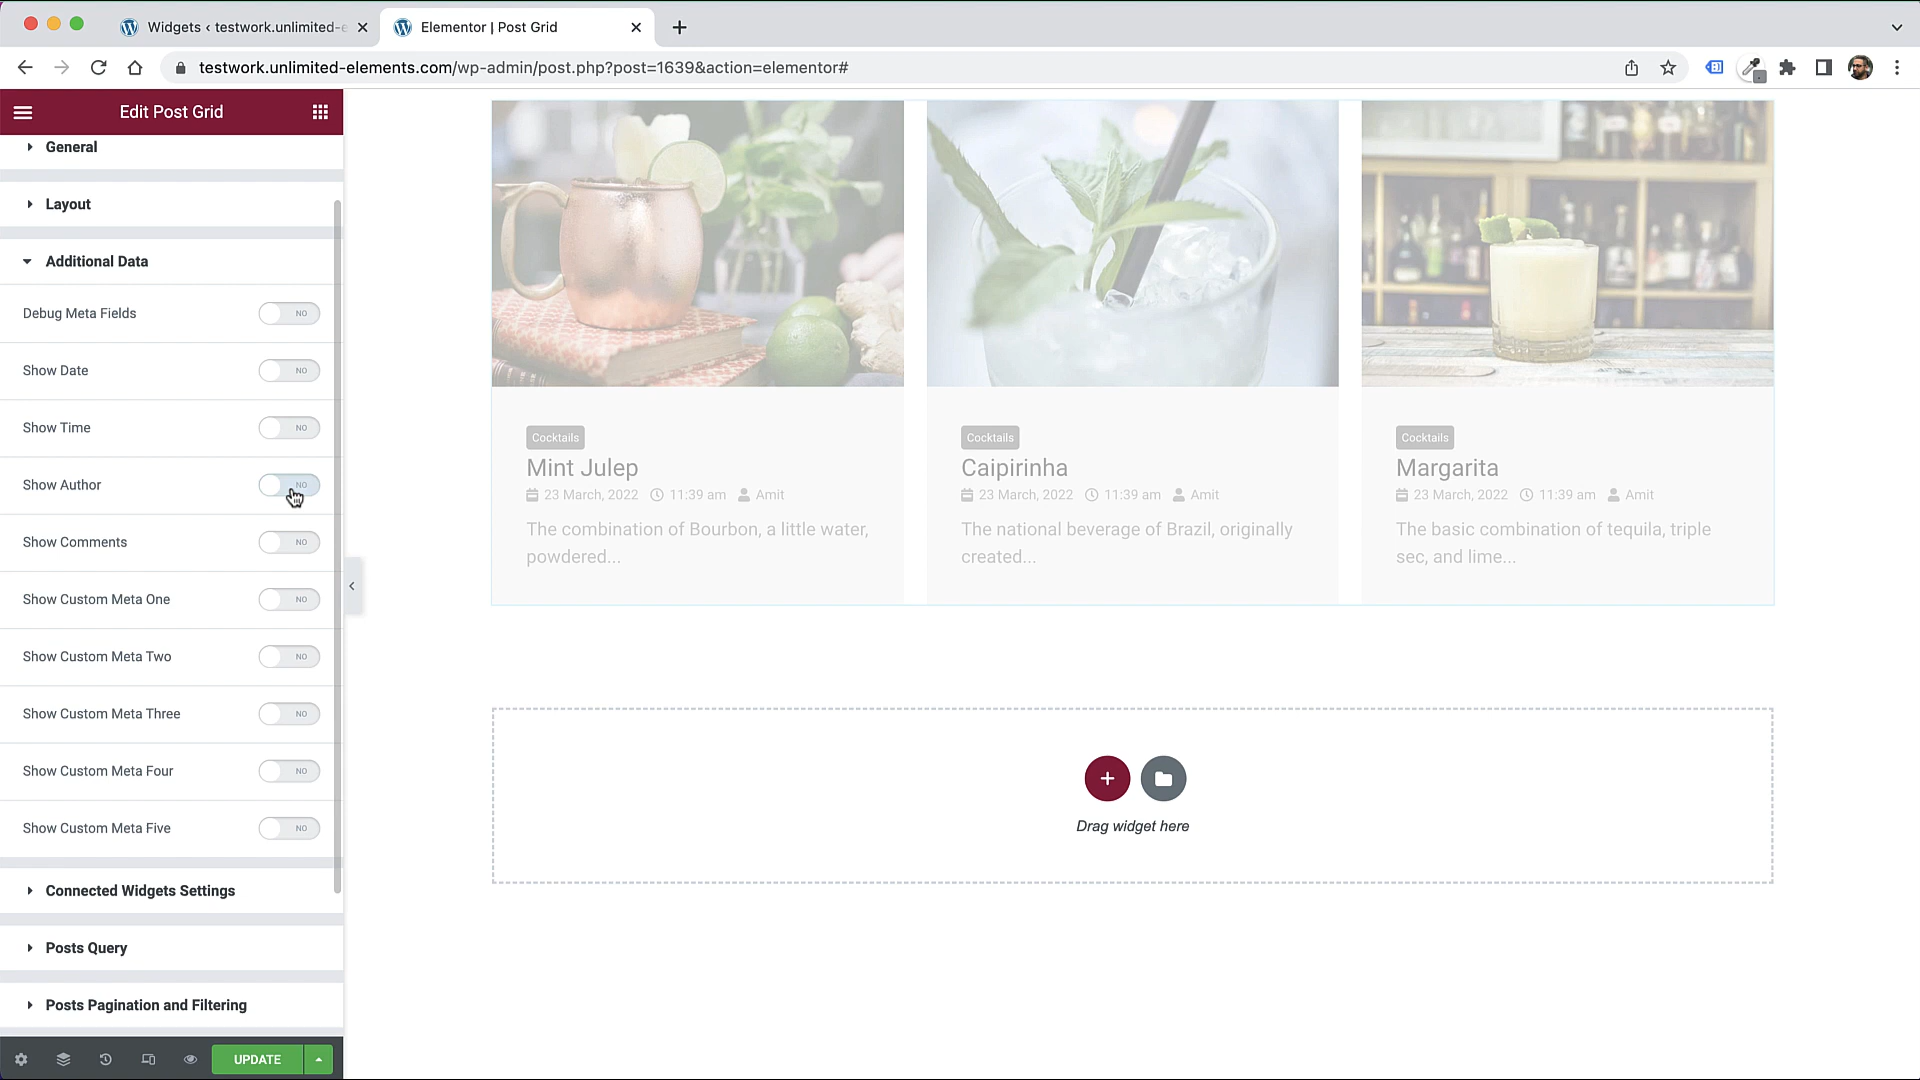 Widgets ‹ testwork.unlimited-e
Elementor | Post Grid
testwork.unlimited-elements.com/wp-admin/post.php?post=1639&action=elementor#
Edit Post Grid
General
Layout
Additional Data
Debug Meta Fields NO
Show Date NO
Show Time NO
Show Author NO
Show Comments NO
Show Custom Meta One NO
Show Custom Meta Two NO
Show Custom Meta Three NO
Show Custom Meta Four NO
Show Custom Meta Five NO
Connected Widgets Settings
Posts Query
Posts Pagination and Filtering
UPDATE
Cocktails
Mint Julep
23 March, 2022 11:39 am Amit
The combination of Bourbon, a little water,
powdered...
Cocktails
Caipirinha
23 March, 2022 11:39 am Amit
The national beverage of Brazil, originally
created...
Cocktails
Margarita
23 March, 2022 11:39 am Amit
The basic combination of tequila, triple
sec, and lime...
Drag widget here